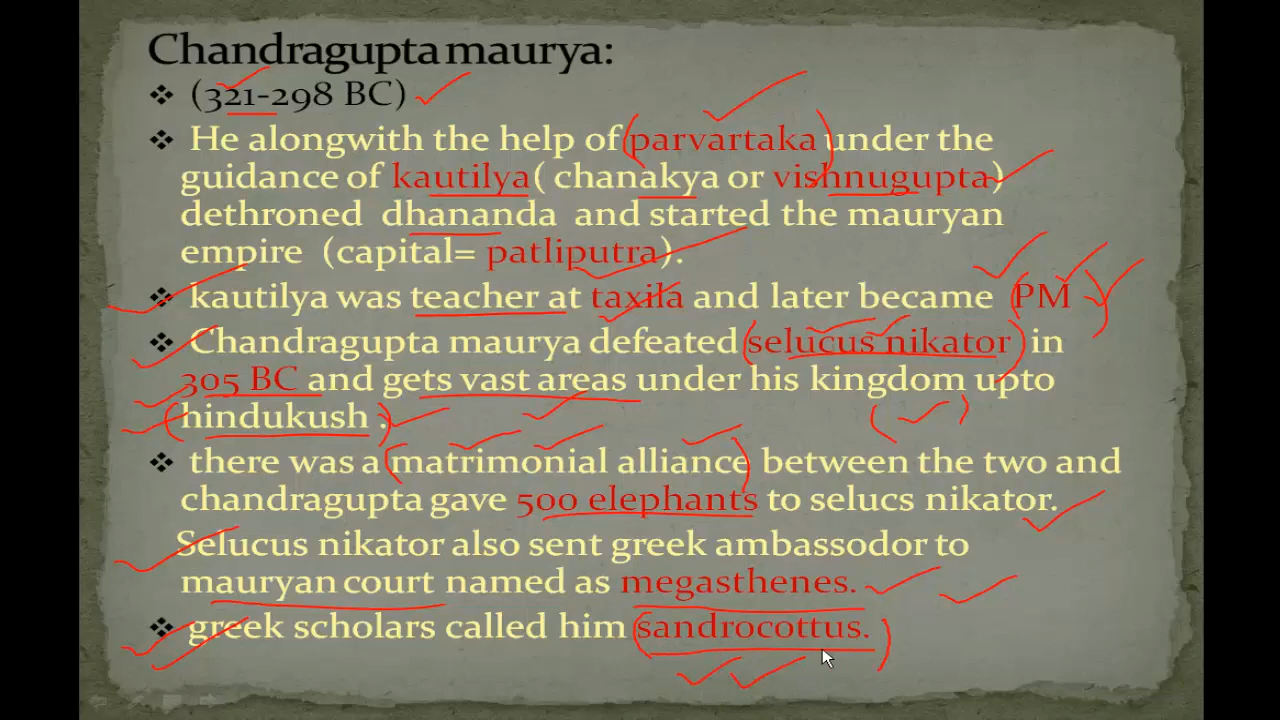 Chandragupta maurya:
❖ (321-298 BC)
❖ He alongwith the help of parvartaka under the
guidance of kautilya( chanakya or vishnugupta)
dethroned dhananda and started the mauryan
empire (capital= patliputra).
❖ kautilya was teacher at taxila and later became PM
❖ Chandragupta maurya defeated selucus nikator in
305 BC and gets vast areas under his kingdom upto
hindukush .
❖ there was a matrimonial alliance between the two and
chandragupta gave 500 elephants to selucs nikator.
Selucus nikator also sent greek ambassodor to
mauryan court named as megasthenes.
❖ greek scholars called him sandrocottus.